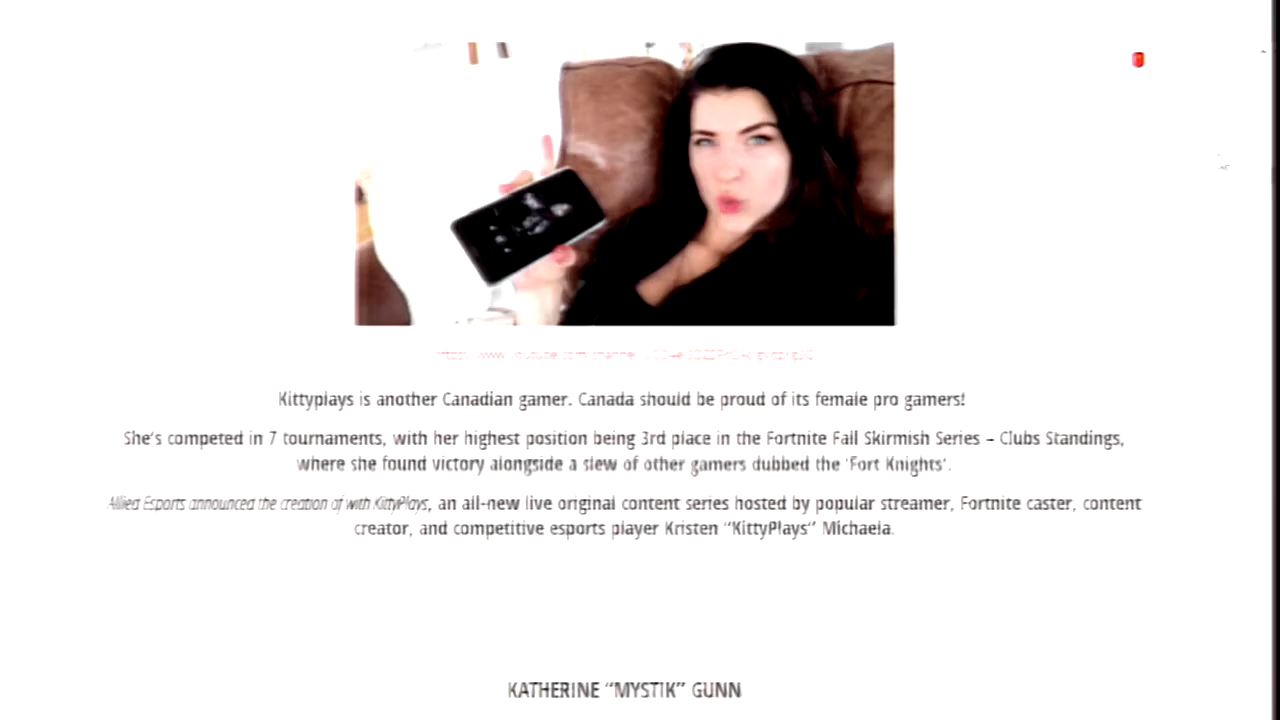 Kittyplays is another Canadian gamer. Canada should be proud of its female pro gamers!
She's competed in 7 tournaments, with her highest position being 3rd place in the Fortnite Fall Skirmish Series – Clubs Standings,
where she found victory alongside a slew of other gamers dubbed the 'Fort Knights'.
Allied Esports announced the creation of with KittyPlays, an all-new live original content series hosted by popular streamer, Fortnite caster, content
creator, and competitive esports player Kristen “KittyPlays” Michaela.
KATHERINE “MYSTIK” GUNN